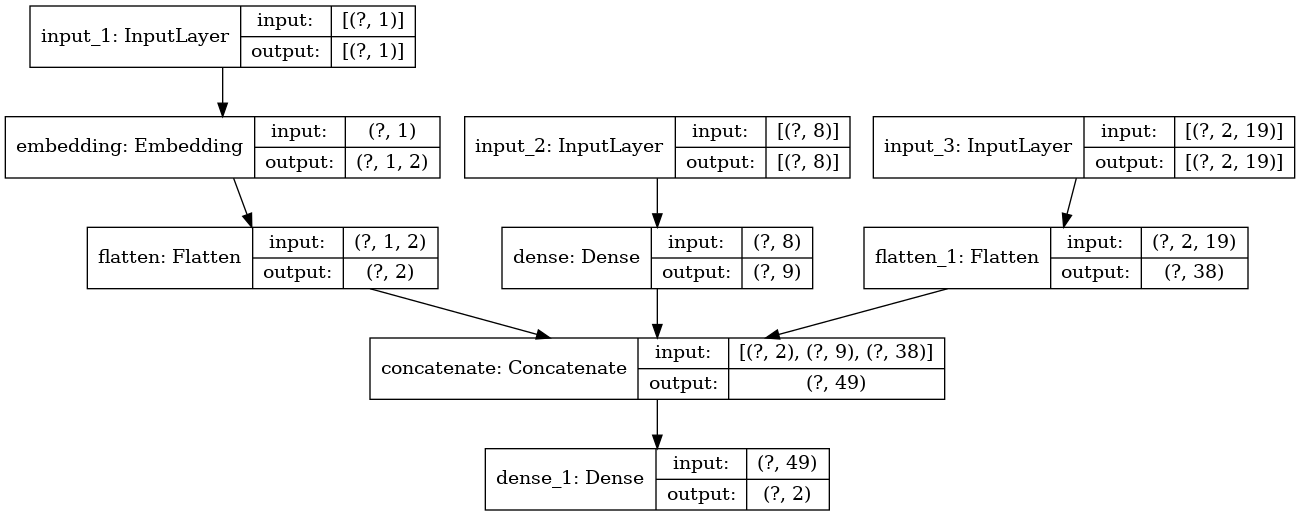 input_1: InputLayer
input:
[(?, 1)]
output:
[(?, 1)]
embedding: Embedding
input:
(?, 1)
output:
(?, 1, 2)
input_2: InputLayer
input:
[(?, 8)]
output:
[(?, 8)]
input_3: InputLayer
input:
[(?, 2, 19)]
output:
[(?, 2, 19)]
flatten: Flatten
input:
(?, 1, 2)
output:
(?, 2)
dense: Dense
input:
(?, 8)
output:
(?, 9)
flatten_1: Flatten
input:
(?, 2, 19)
output:
(?, 38)
concatenate: Concatenate
input:
[(?, 2), (?, 9), (?, 38)]
output:
(?, 49)
dense_1: Dense
input:
(?, 49)
output:
(?, 2)